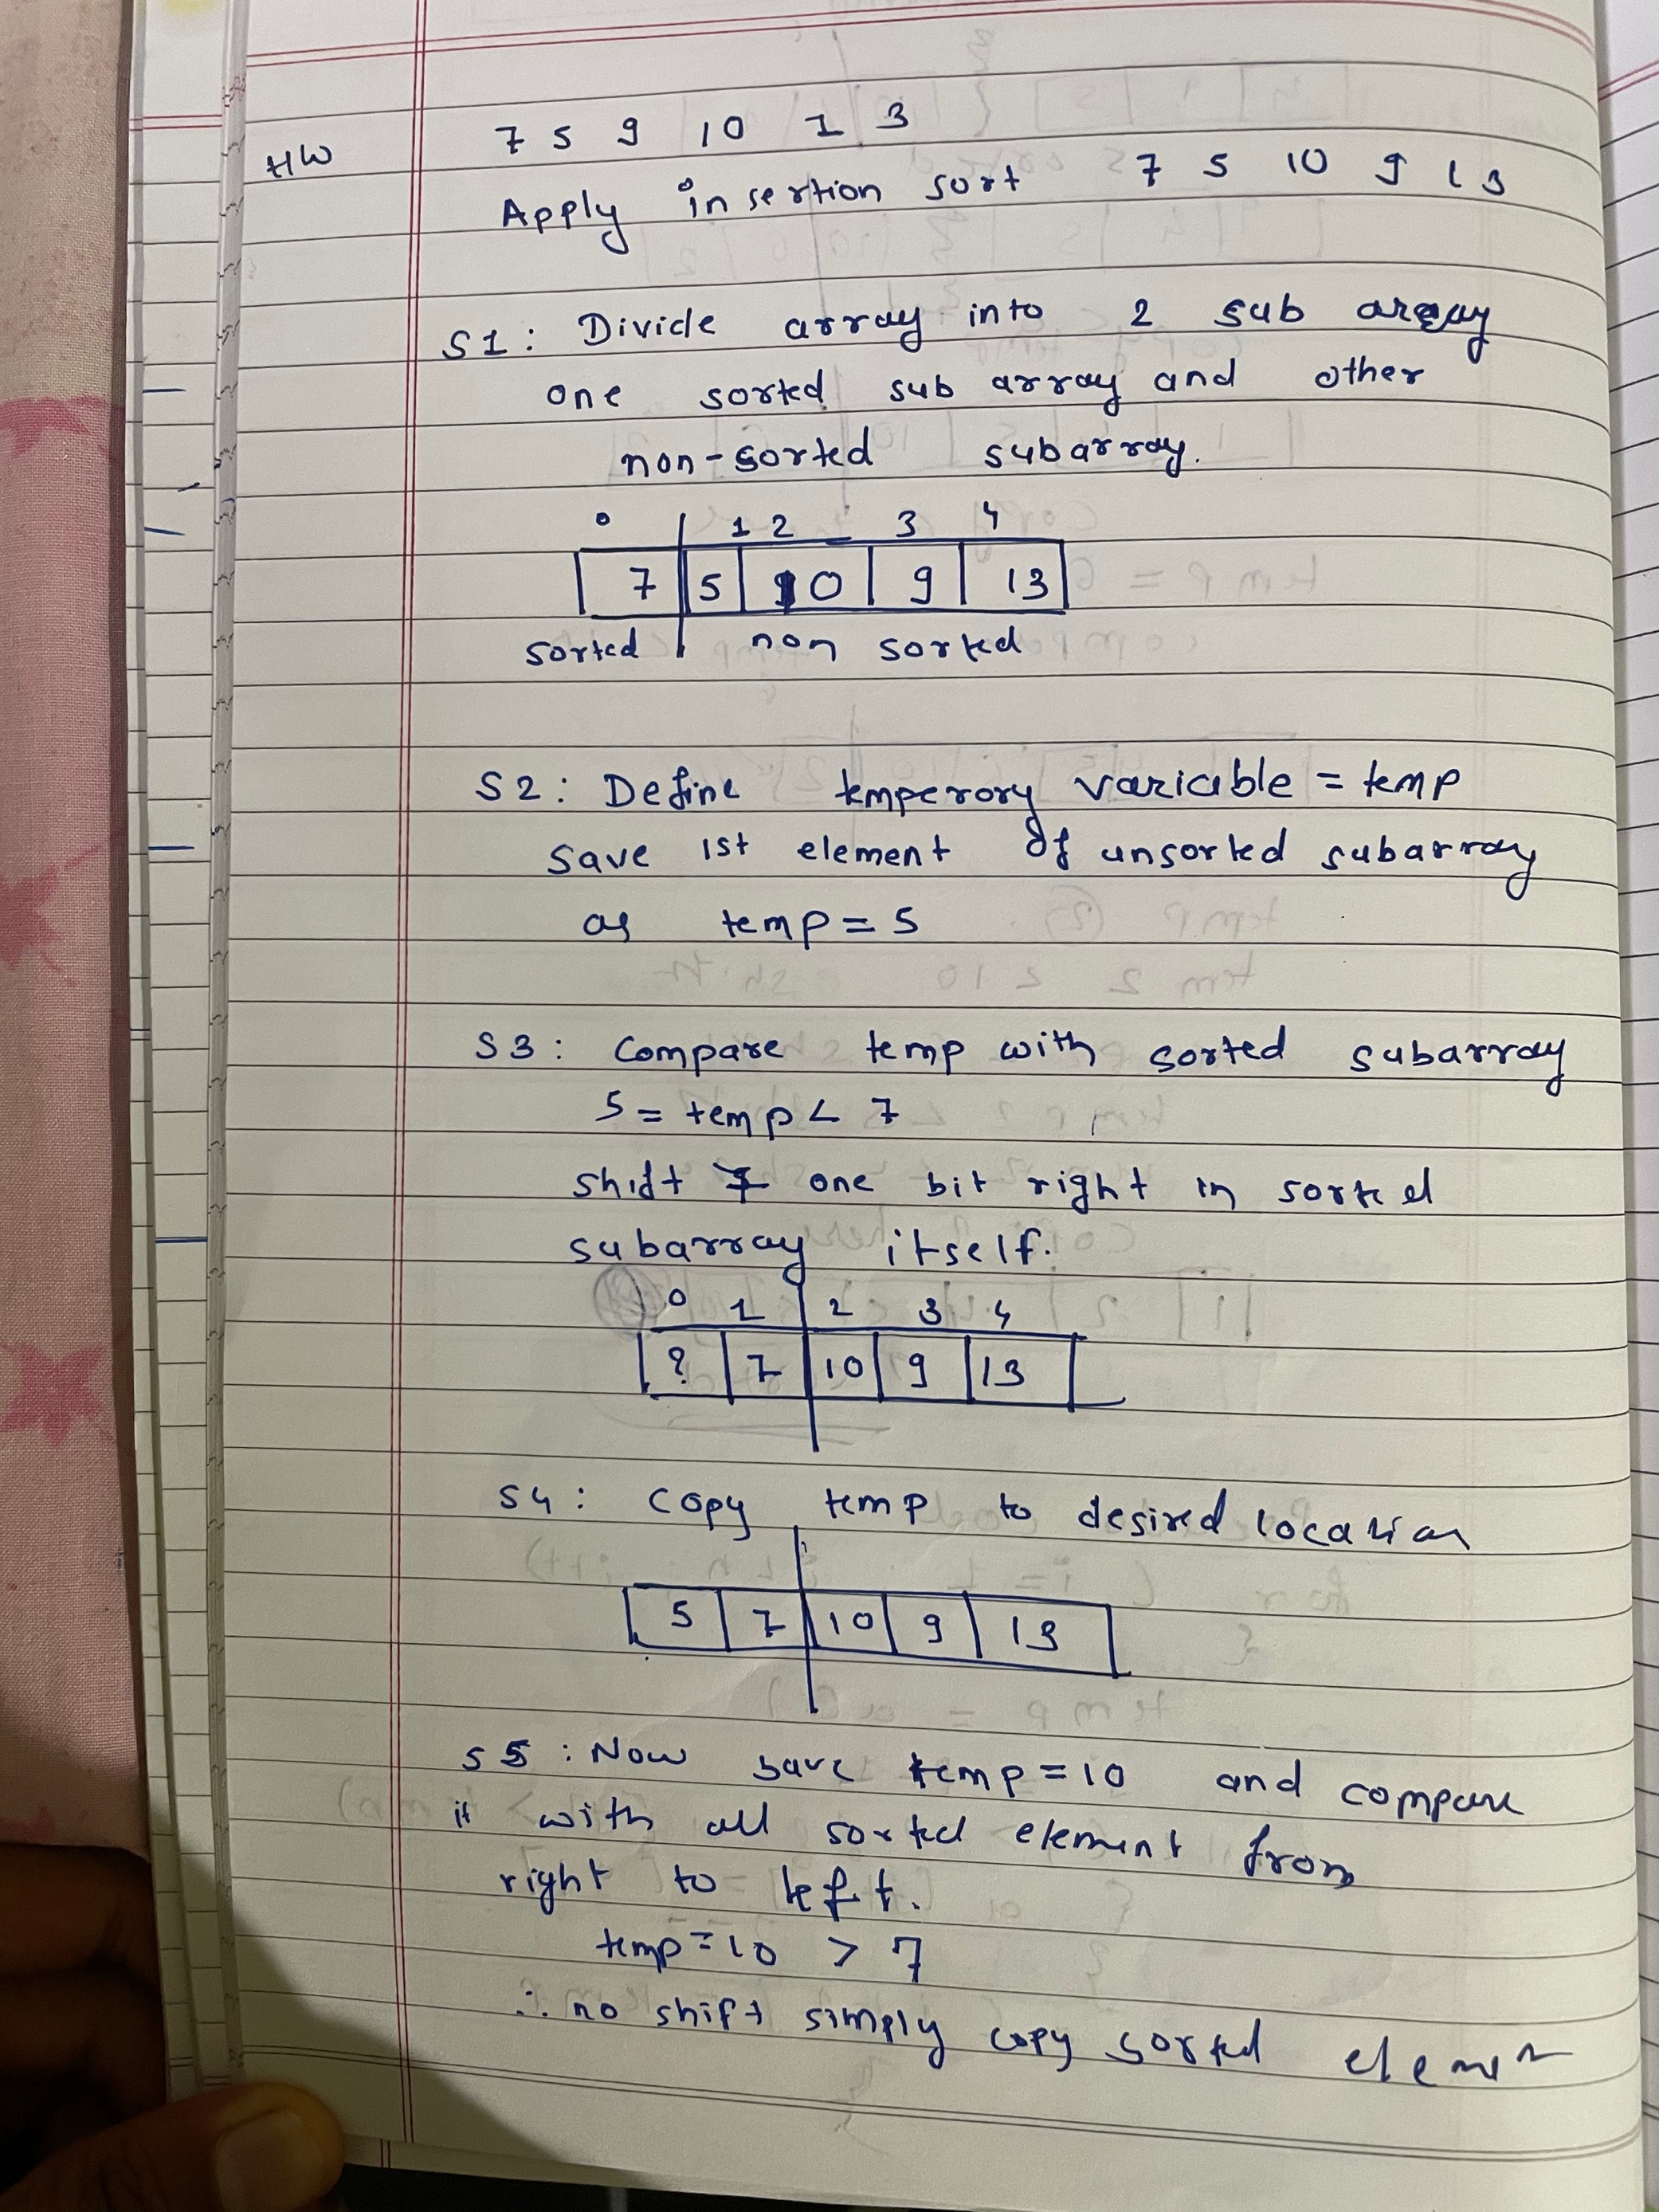 HW 7 5 9 10 1 3
Apply insertion sort 7 5 10 9 13
S1: Divide array into 2 sub array
one sorted sub array and other
non-sorted subarray.
0 1 2 3 4
7 5 10 9 13
sorted non sorted
S2: Define temperory variable = temp
save 1st element of unsorted subarray
as temp = 5
S3: Compare temp with sorted subarray
5 = temp < 7
shift 7 one bit right in sorted
subarray itself.
0 1 2 3 4
? 7 10 9 13
S4: copy temp to desired location
5 7 10 9 13
S5: Now save temp = 10 and compare
it with all sorted element from
right to left.
temp = 10 > 7
∴ no shift simply copy sorted element